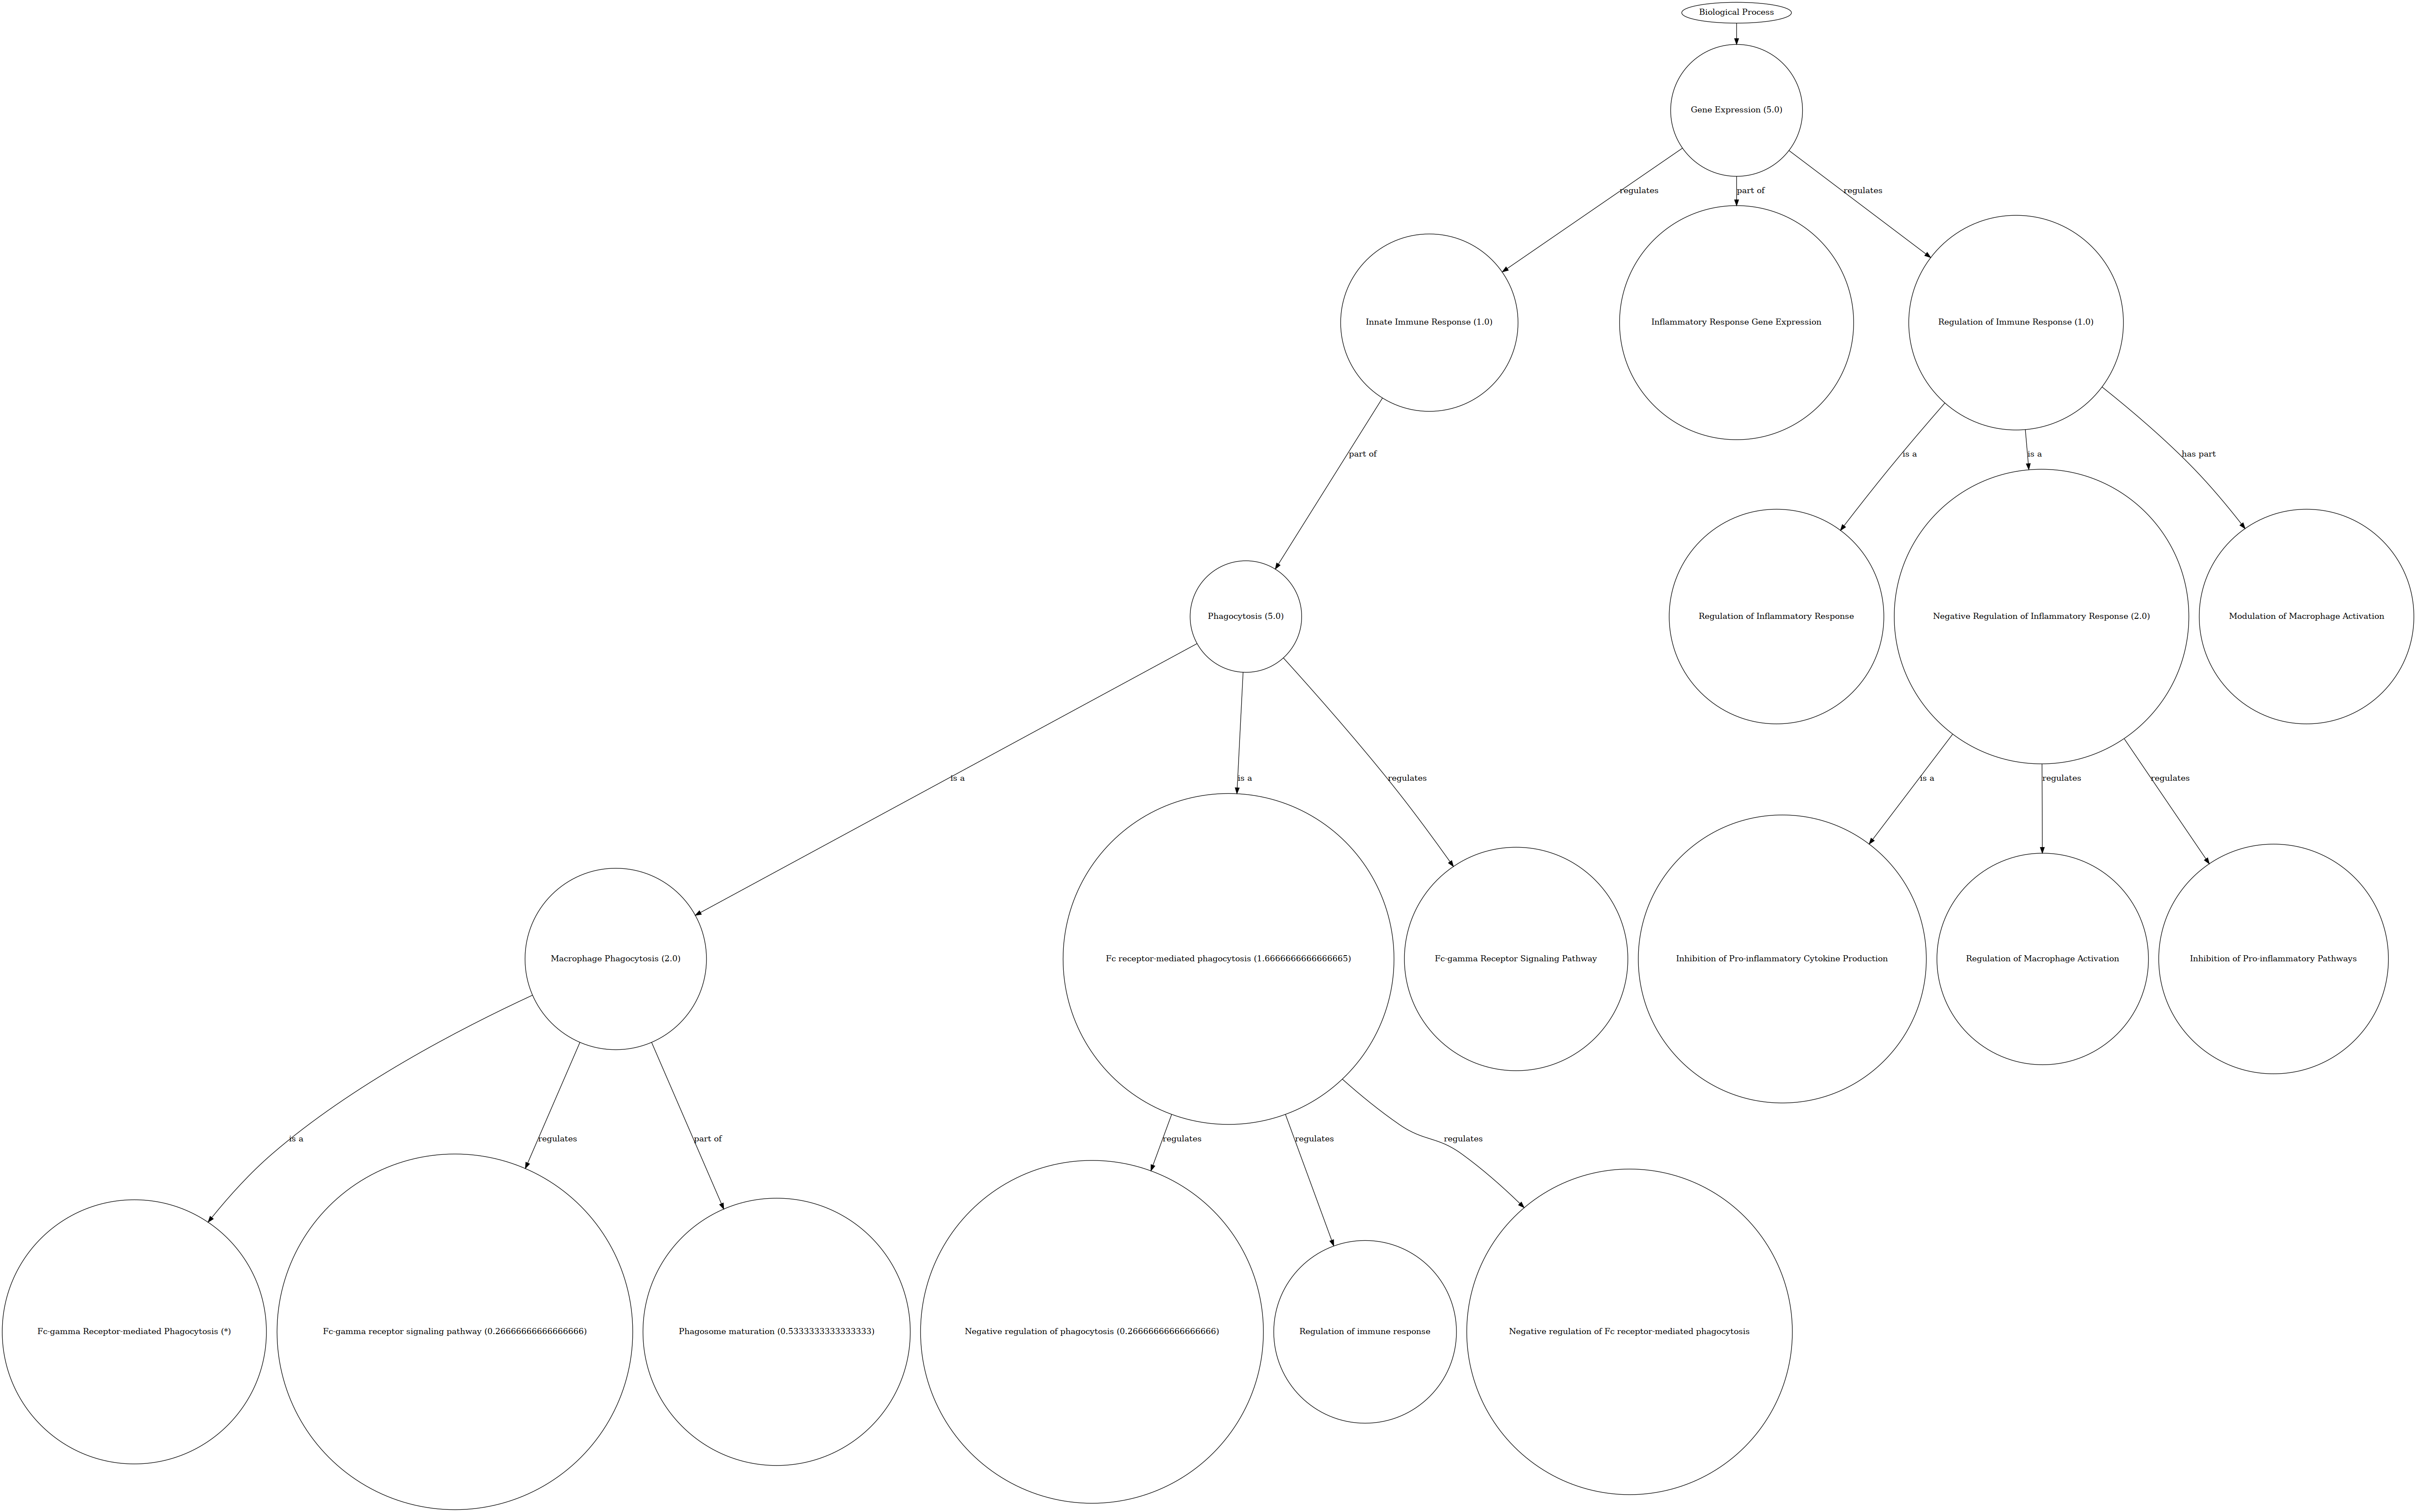 Biological Process
Gene Expression (5.0)
regulates
part of
regulates
Innate Immune Response (1.0)
Inflammatory Response Gene Expression
Regulation of Immune Response (1.0)
part of
is a
is a
has part
Phagocytosis (5.0)
Regulation of Inflammatory Response
Negative Regulation of Inflammatory Response (2.0)
Modulation of Macrophage Activation
is a
is a
regulates
is a
regulates
regulates
Macrophage Phagocytosis (2.0)
Fc receptor-mediated phagocytosis (1.6666666666666665)
Fc-gamma Receptor Signaling Pathway
Inhibition of Pro-inflammatory Cytokine Production
Regulation of Macrophage Activation
Inhibition of Pro-inflammatory Pathways
is a
regulates
part of
regulates
regulates
regulates
Fc-gamma Receptor-mediated Phagocytosis (*)
Fc-gamma receptor signaling pathway (0.26666666666666666)
Phagosome maturation (0.5333333333333333)
Negative regulation of phagocytosis (0.26666666666666666)
Regulation of immune response
Negative regulation of Fc receptor-mediated phagocytosis